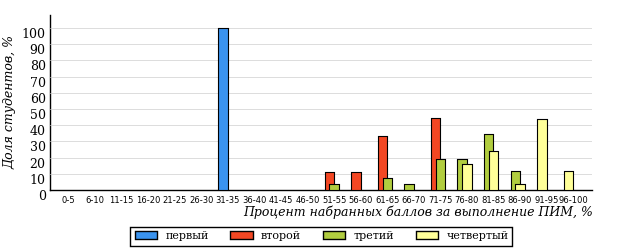 Доля студентов, %
100
90
80
70
60
50
40
30
20
10
0
0-5 6-10 11-15 16-20 21-25 26-30 31-35 36-40 41-45 46-50 51-55 56-60 61-65 66-70 71-75 76-80 81-85 86-90 91-95 96-100
Процент набранных баллов за выполнение ПИМ, %
первый второй третий четвертый